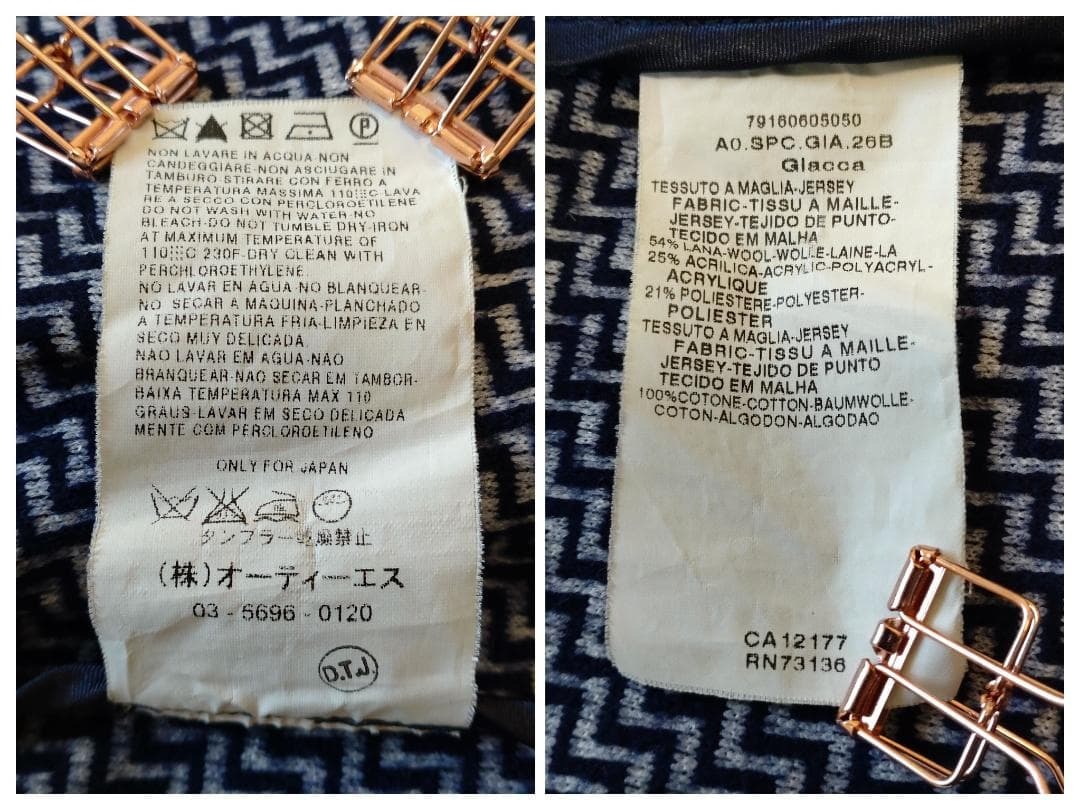 NON LAVARE IN ACQUA-NON
CANDEGGIARE-NON ASCIUGARE IN
TAMBURO STIRARE CON FERRO A
TEMPERATURA MASSIMA 110░C-LAVA
RE A SECCO CON PERCLOROETILENE
DO NOT WASH WITH WATER-NO
BLEACH-DO NOT TUMBLE DRY-IRON
AT MAXIMUM TEMPERATURE OF
110░C 230F-DRY CLEAN WITH
PERCHLOROETHYLENE
NO LAVAR EN AGUA-NO BLANQUEAR-
NO SECAR A MAQUINA-PLANCHADO
A TEMPERATURA FRIA-LIMPIEZA EN
SECO MUY DELICADA
NAO LAVAR EM AGUA-NAO
BRANQUEAR-NAO SECAR EM TAMBOR-
BAIXA TEMPERATURA MAX 110
GRAUS-LAVAR EM SECO DELICADA
MENTE COM PERCLOROETILENO
ONLY FOR JAPAN
タンブラー乾燥禁止
(株)オーティーエス
03-5696-0120
L.T.D.
79160605050
A0.SPC.GIA.26B
Giacca
TESSUTO A MAGLIA-JERSEY
FABRIC-TISSU A MAILLE-
JERSEY-TEJIDO DE PUNTO-
TECIDO EM MALHA
54% LANA-WOOL-WOLLE-LAINE-LA
25% ACRILICA-ACRYLIC-POLYACRYL-
ACRYLIQUE
21% POLIESTERE-POLYESTER-
POLIESTER
TESSUTO A MAGLIA-JERSEY
FABRIC-TISSU A MAILLE-
JERSEY-TEJIDO DE PUNTO
TECIDO EM MALHA
100%COTONE-COTTON-BAUMWOLLE-
COTON-ALGODON-ALGODAO
CA12177
RN73136